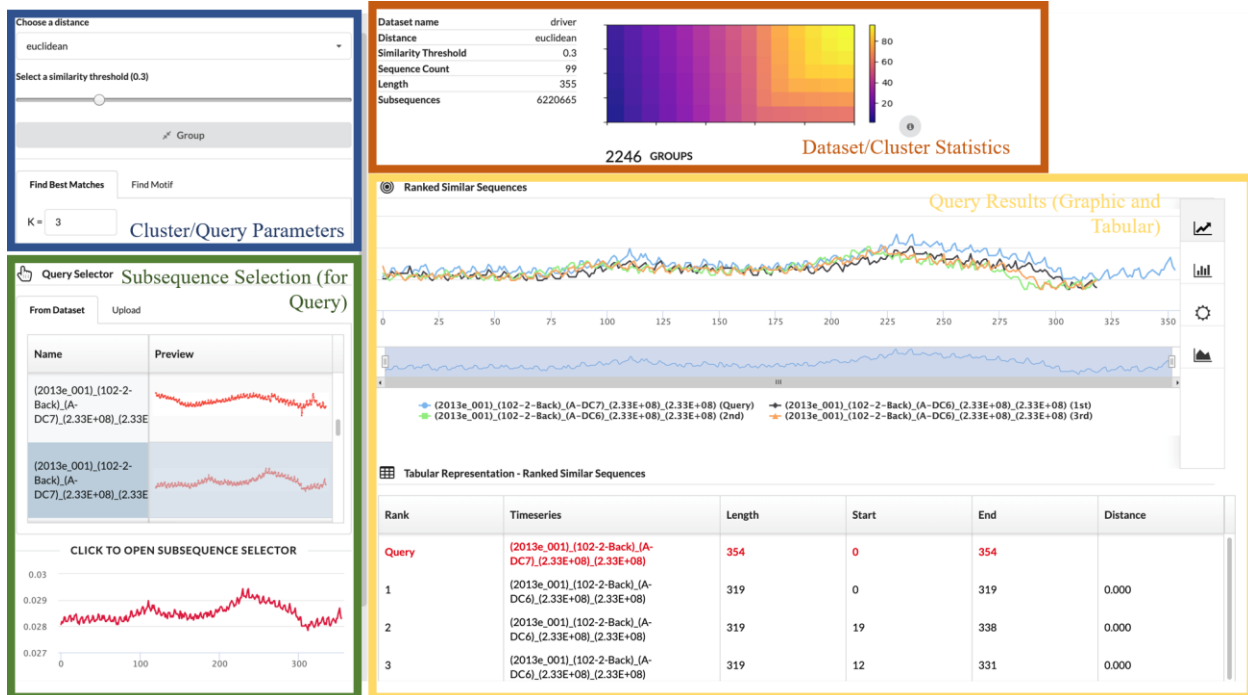 Choose a distance
euclidean
Select a similarity threshold (0.3)
Group
Find Best Matches Find Motif
K = 3
Cluster/Query Parameters
Dataset name driver
Distance euclidean
Similarity Threshold 0.3
Sequence Count 99
Length 355
Subsequences 6220665
80
60
40
20
2246 GROUPS
Dataset/Cluster Statistics
Query Selector
Subsequence Selection (for
Query)
From Dataset Upload
Name Preview
(2013e_001)_(102-2-
Back)_(A-
DC7)_(2.33E+08)_(2.33E
(2013e_001)_(102-2-
Back)_(A-
DC7)_(2.33E+08)_(2.33E
CLICK TO OPEN SUBSEQUENCE SELECTOR
0.03
0.029
0.028
0.027
0 100 200 300
Ranked Similar Sequences
Query Results (Graphic and
Tabular)
0 25 50 75 100 125 150 175 200 225 250 275 300 325 350
(2013e_001)_(102-2-Back)_(A-DC7)_(2.33E+08)_(2.33E+08) (Query) (2013e_001)_(102-2-Back)_(A-DC6)_(2.33E+08)_(2.33E+08) (1st)
(2013e_001)_(102-2-Back)_(A-DC6)_(2.33E+08)_(2.33E+08) (2nd) (2013e_001)_(102-2-Back)_(A-DC6)_(2.33E+08)_(2.33E+08) (3rd)
Tabular Representation - Ranked Similar Sequences
Rank Timeseries Length Start End Distance
Query (2013e_001)_(102-2-Back)_(A- 354 0 354
DC7)_(2.33E+08)_(2.33E+08)
1 (2013e_001)_(102-2-Back)_(A- 319 0 319 0.000
DC6)_(2.33E+08)_(2.33E+08)
2 (2013e_001)_(102-2-Back)_(A- 319 19 338 0.000
DC6)_(2.33E+08)_(2.33E+08)
3 (2013e_001)_(102-2-Back)_(A- 319 12 331 0.000
DC6)_(2.33E+08)_(2.33E+08)